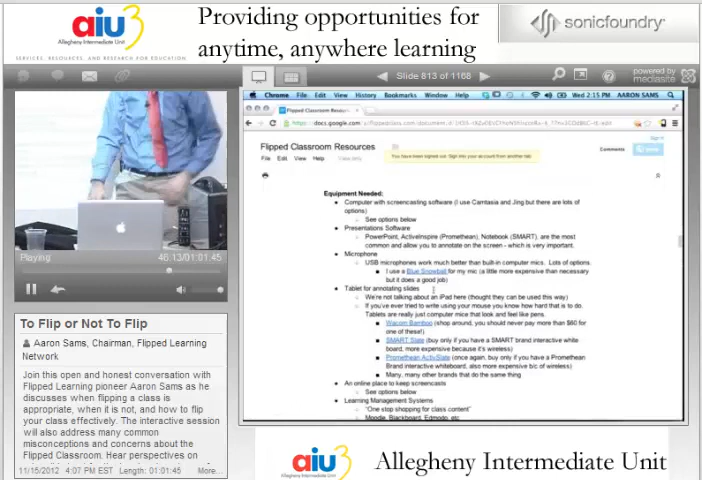 aiu3
Allegheny Intermediate Unit
SERVICES, RESOURCES, AND RESEARCH FOR EDUCATION
Providing opportunities for
anytime, anywhere learning
sonicfoundry
Slide 813 of 1168
powered by
mediasite
Chrome File Edit View History Bookmarks Window Help
Wed 2:15 PM AARON SAMS
Flipped Classroom Resources
Sign in
File Edit View Help View only
You have been signed out. Sign into your account from another tab
Comments
Equipment Needed:
Computer with screencasting software (I use Camtasia and Jing but there are lots of
options)
See options below
Presentations Software
PowerPoint, ActiveInspire (Promethean), Notebook (SMART), are the most
common and allow you to annotate on the screen - which is very important.
Microphone
USB microphones work much better than built-in computer mics. Lots of options.
I use a Blue Snowball for my mic (a little more expensive than necessary
but it does a good job)
Tablet for annotating slides
We're not talking about an iPad here (thought they can be used this way)
If you've ever tried to write using your mouse you know how hard that is to do.
Tablets are really just computer mice that look and feel like pens.
Wacom Bamboo (shop around, you should never pay more than $60 for
one of these!)
SMART Slate (buy only if you have a SMART brand interactive white
board, more expensive because it's wireless)
Promethean ActivSlate (once again, buy only if you have a Promethean
Brand interactive whiteboard, also more expensive b/c of wireless)
Many, many other brands that do the same thing
An online place to keep screencasts
See options below
Learning Management Systems
"One stop shopping for class content"
Moodle, Blackboard, Edmodo, etc
Playing
46:13/01:01:45
To Flip or Not To Flip
Aaron Sams, Chairman, Flipped Learning
Network
Join this open and honest conversation with
Flipped Learning pioneer Aaron Sams as he
discusses when flipping a class is
appropriate, when it is not, and how to flip
your class effectively. The interactive session
will also address many common
misconceptions and concerns about the
Flipped Classroom. Hear perspectives on
11/15/2012 4:07 PM EST Length: 01:01:45 More...
aiu3
Allegheny Intermediate Unit
Allegheny Intermediate Unit